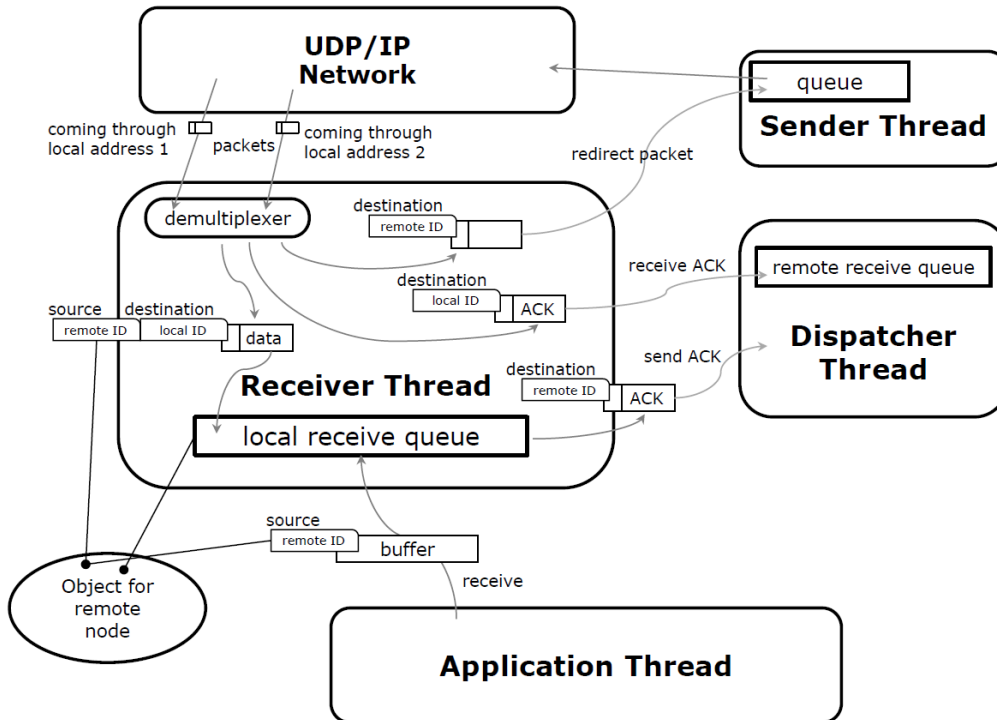 UDP/IP
Network
queue
Sender Thread
coming through
local address 1
packets
coming through
local address 2
redirect packet
demultiplexer
destination
remote ID
destination
local ID
ACK
receive ACK
remote receive queue
Dispatcher
Thread
source
destination
remote ID
local ID
data
Receiver Thread
destination
remote ID
ACK
send ACK
local receive queue
source
remote ID
buffer
receive
Object for
remote
node
Application Thread